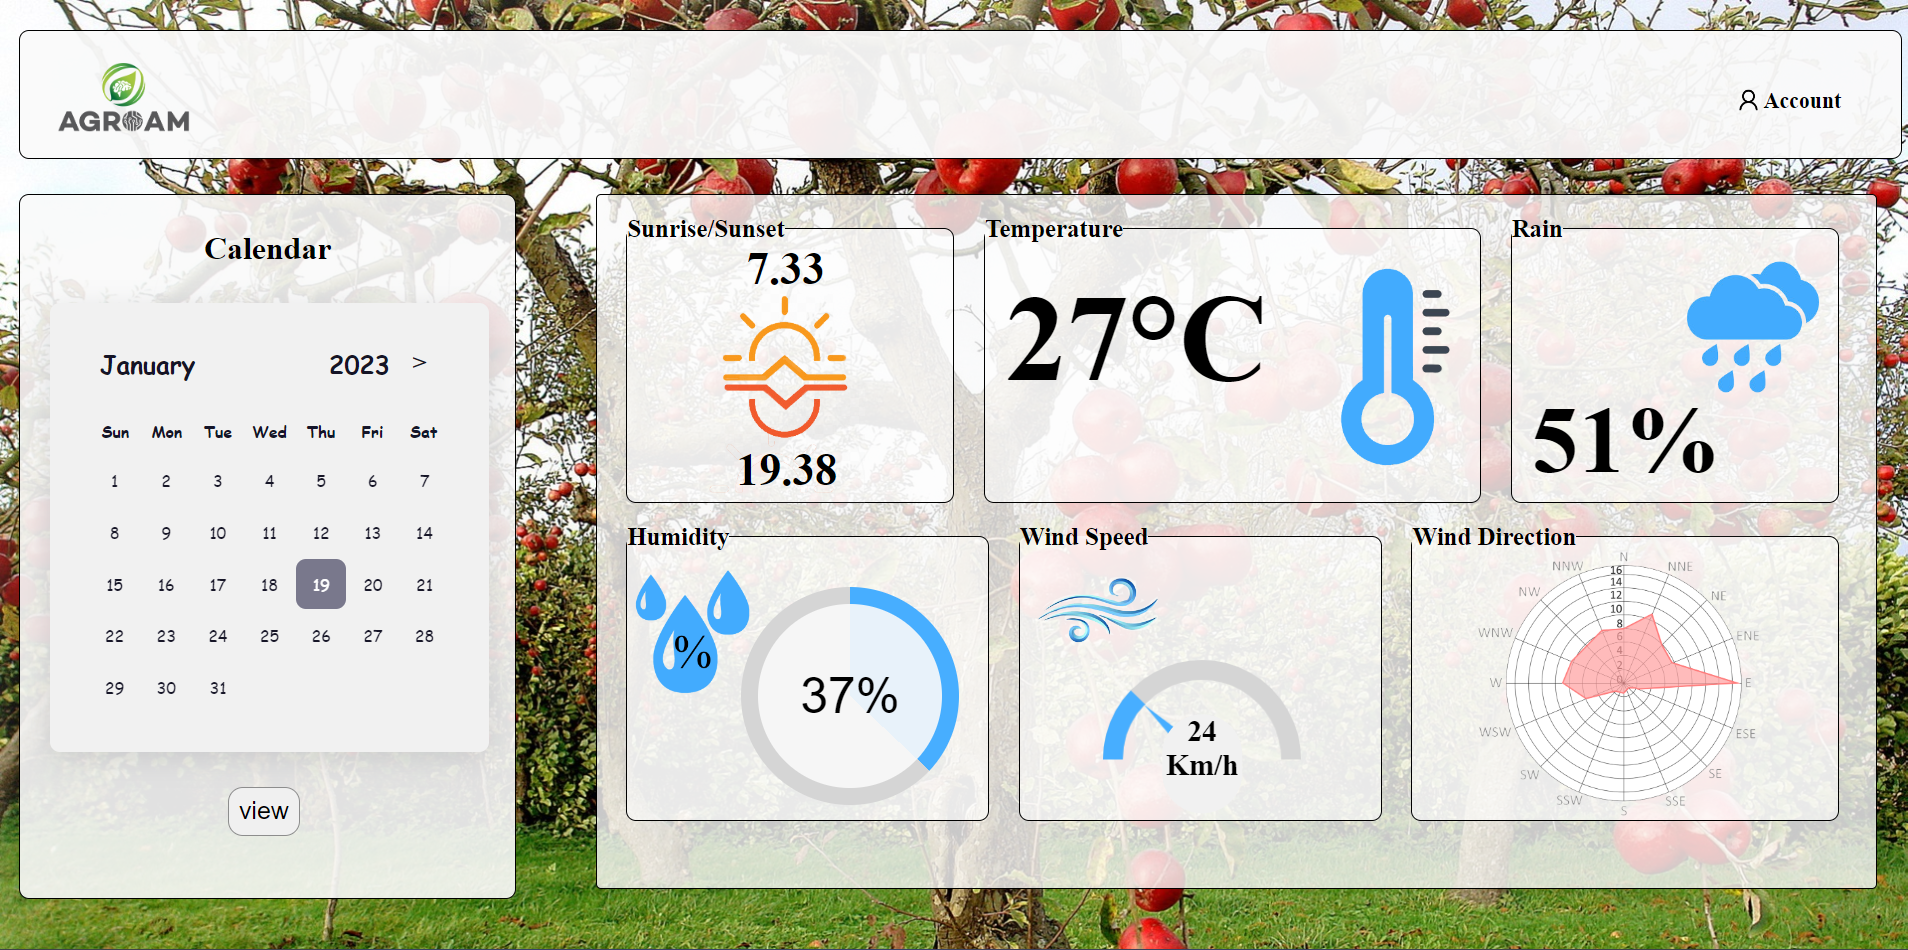 AGROAM
Account
Calendar
January 2023 >
Sun Mon Tue Wed Thu Fri Sat
1 2 3 4 5 6 7
8 9 10 11 12 13 14
15 16 17 18 19 20 21
22 23 24 25 26 27 28
29 30 31
view
Sunrise/Sunset
7.33
19.38
Temperature
27°C
Rain
51%
Humidity
%
37%
Wind Speed
24
Km/h
Wind Direction
N
NNW NNE
NW NE
WNW ENE
W E
WSW ESE
SW SE
SSW SSE
S
16
14
12
10
8
6
4
2
0